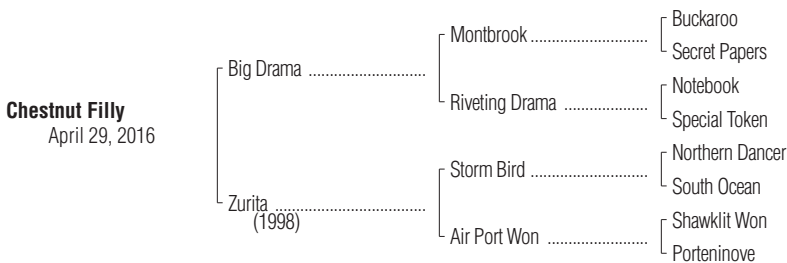 Buckaroo
Montbrook
Secret Papers
Big Drama
Notebook
Riveting Drama
Special Token
Chestnut Filly
April 29, 2016
Northern Dancer
Storm Bird
South Ocean
Zurita
(1998)
Shawklit Won
Air Port Won
Porteninove